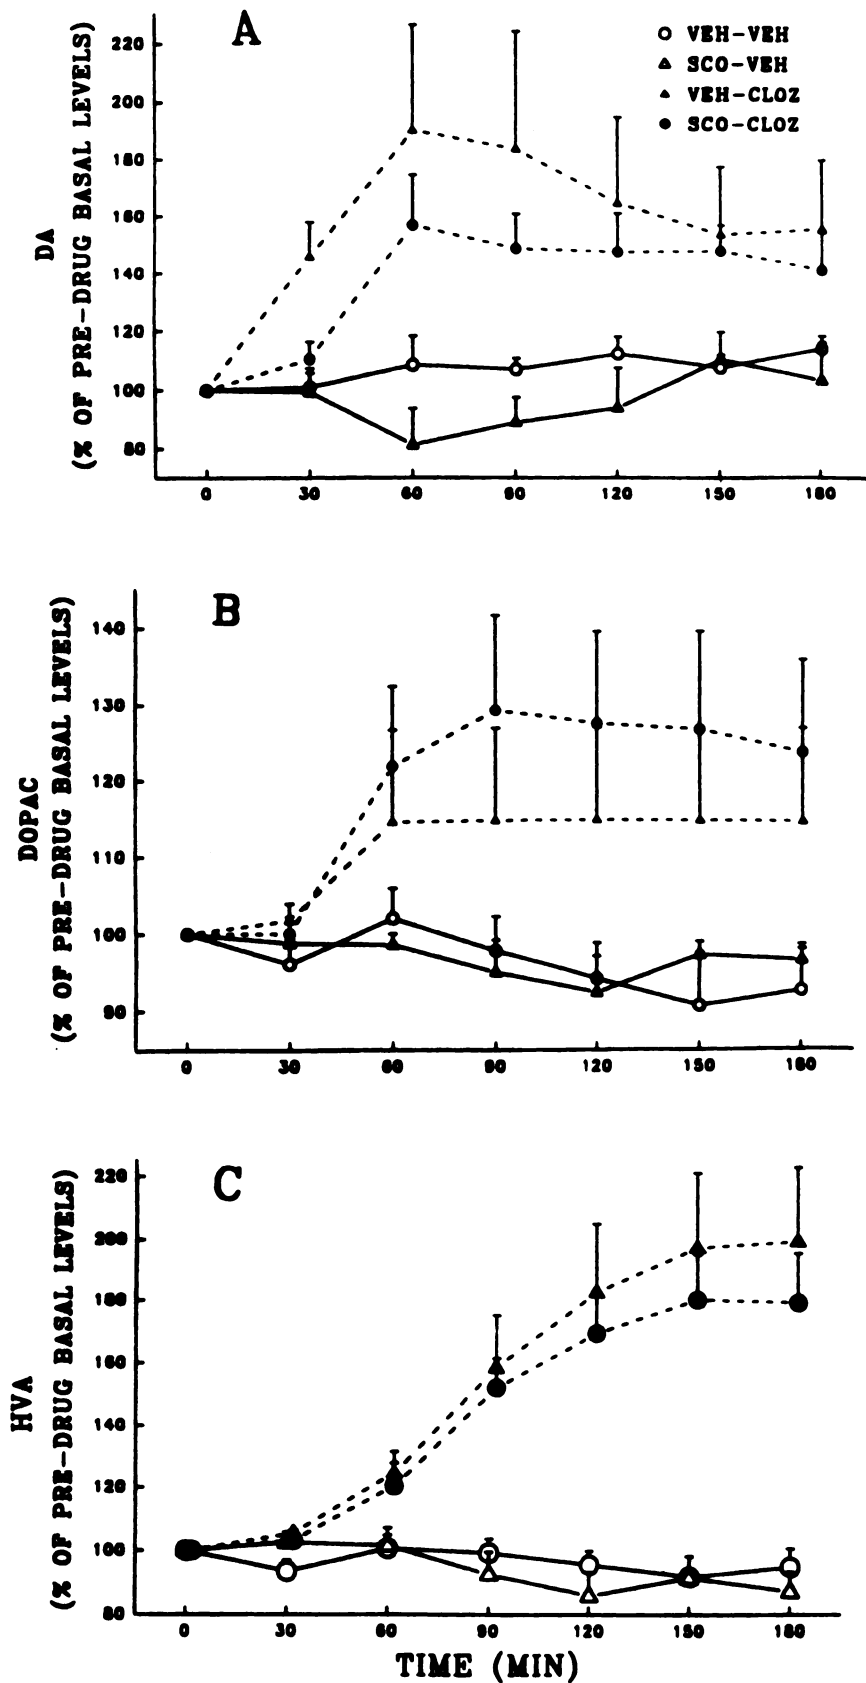 A
VEH-VEH
SCO-VEH
VEH-CLOZ
SCO-CLOZ
DA
(% OF PRE-DRUG BASAL LEVELS)
220
200
180
160
140
120
100
80
0 30 60 90 120 150 180
B
DOPAC
(% OF PRE-DRUG BASAL LEVELS)
140
130
120
110
100
90
0 30 60 90 120 150 180
C
HVA
(% OF PRE-DRUG BASAL LEVELS)
220
200
180
160
140
120
100
80
0 30 60 90 120 150 180
TIME (MIN)